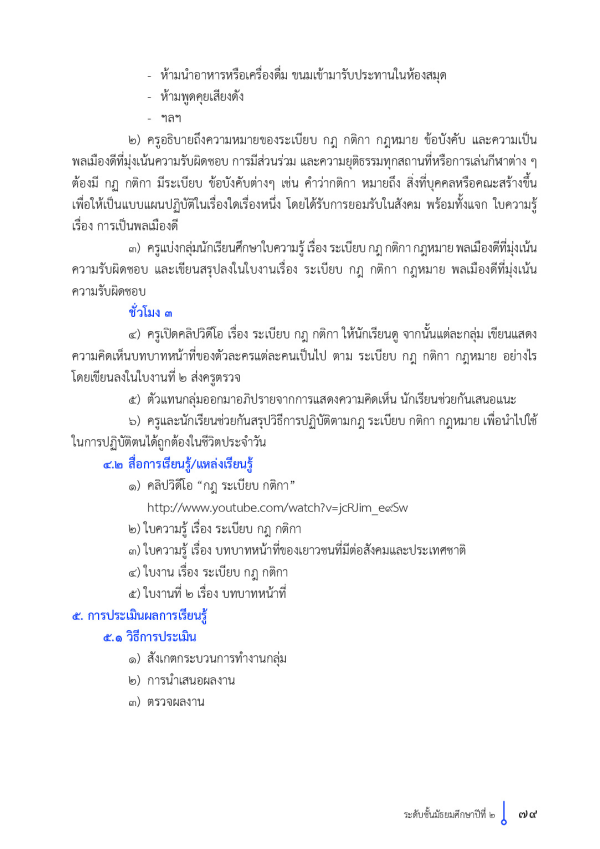 - ห้ามนำอาหารหรือเครื่องดื่ม ขนมเข้ามารับประทานในห้องสมุด
- ห้ามพูดคุยเสียงดัง
- ฯลฯ
๒) ครูอธิบายถึงความหมายของระเบียบ กฎ กติกา กฎหมาย ข้อบังคับ และความเป็น
พลเมืองดีที่มุ่งเน้นความรับผิดชอบ การมีส่วนร่วม และความยุติธรรมทุกสถานที่หรือการเล่นกีฬาต่าง ๆ
ต้องมี กฎ กติกา มีระเบียบ ข้อบังคับต่างๆ เช่น คำว่ากติกา หมายถึง สิ่งที่บุคคลหรือคณะสร้างขึ้น
เพื่อให้เป็นแบบแผนปฏิบัติในเรื่องใดเรื่องหนึ่ง โดยได้รับการยอมรับในสังคม พร้อมทั้งแจก ใบความรู้
เรื่อง การเป็นพลเมืองดี
๓) ครูแบ่งกลุ่มนักเรียนศึกษาใบความรู้ เรื่อง ระเบียบ กฎ กติกา กฎหมาย พลเมืองดีที่มุ่งเน้น
ความรับผิดชอบ และเขียนสรุปลงในใบงานเรื่อง ระเบียบ กฎ กติกา กฎหมาย พลเมืองดีที่มุ่งเน้น
ความรับผิดชอบ
ชั่วโมง ๓
๔) ครูเปิดคลิปวิดีโอ เรื่อง ระเบียบ กฎ กติกา ให้นักเรียนดู จากนั้นแต่ละกลุ่ม เขียนแสดง
ความคิดเห็นบทบาทหน้าที่ของตัวละครแต่ละคนเป็นไป ตาม ระเบียบ กฎ กติกา กฎหมาย อย่างไร
โดยเขียนลงในใบงานที่ ๒ ส่งครูตรวจ
๕) ตัวแทนกลุ่มออกมาอภิปรายจากการแสดงความคิดเห็น นักเรียนช่วยกันเสนอแนะ
๖) ครูและนักเรียนช่วยกันสรุปวิธีการปฏิบัติตามกฎ ระเบียบ กติกา กฎหมาย เพื่อนำไปใช้
ในการปฏิบัติตนได้ถูกต้องในชีวิตประจำวัน
๔.๒ สื่อการเรียนรู้/แหล่งเรียนรู้
๑) คลิปวิดีโอ “กฎ ระเบียบ กติกา”
http://www.youtube.com/watch?v=jcRJim_e๙Sw
๒) ใบความรู้ เรื่อง ระเบียบ กฎ กติกา
๓) ใบความรู้ เรื่อง บทบาทหน้าที่ของเยาวชนที่มีต่อสังคมและประเทศชาติ
๔) ใบงาน เรื่อง ระเบียบ กฎ กติกา
๕) ใบงานที่ ๒ เรื่อง บทบาทหน้าที่
๕. การประเมินผลการเรียนรู้
๕.๑ วิธีการประเมิน
๑) สังเกตกระบวนการทำงานกลุ่ม
๒) การนำเสนอผลงาน
๓) ตรวจผลงาน
ระดับชั้นมัธยมศึกษาปีที่ ๒ ๗๙